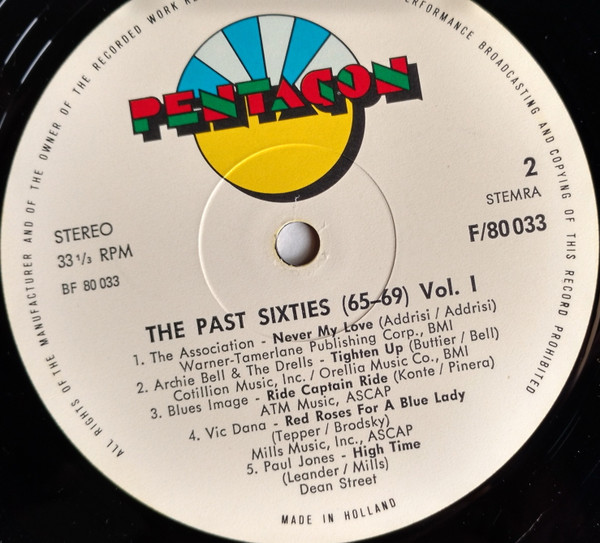 ALL RIGHTS OF THE MANUFACTURER AND OF THE OWNER OF THE RECORDED WORK
PERFORMANCE BROADCASTING AND COPYING OF THIS RECORD PROHIBITED
PENTAGON
2
STEMRA
F/80 033
STEREO
33 1/3 RPM
BF 80 033
THE PAST SIXTIES (65–69) Vol. I
1. The Association - Never My Love (Addrisi / Addrisi)
Warner-Tamerlane Publishing Corp., BMI
2. Archie Bell & The Drells - Tighten Up (Buttier / Bell)
Cotillion Music, Inc. / Orellia Music Co., BMI
3. Blues Image - Ride Captain Ride (Konte / Pinera)
ATM Music, ASCAP
4. Vic Dana - Red Roses For A Blue Lady
(Tepper / Brodsky)
Mills Music, Inc., ASCAP
5. Paul Jones - High Time
(Leander / Mills)
Dean Street
MADE IN HOLLAND